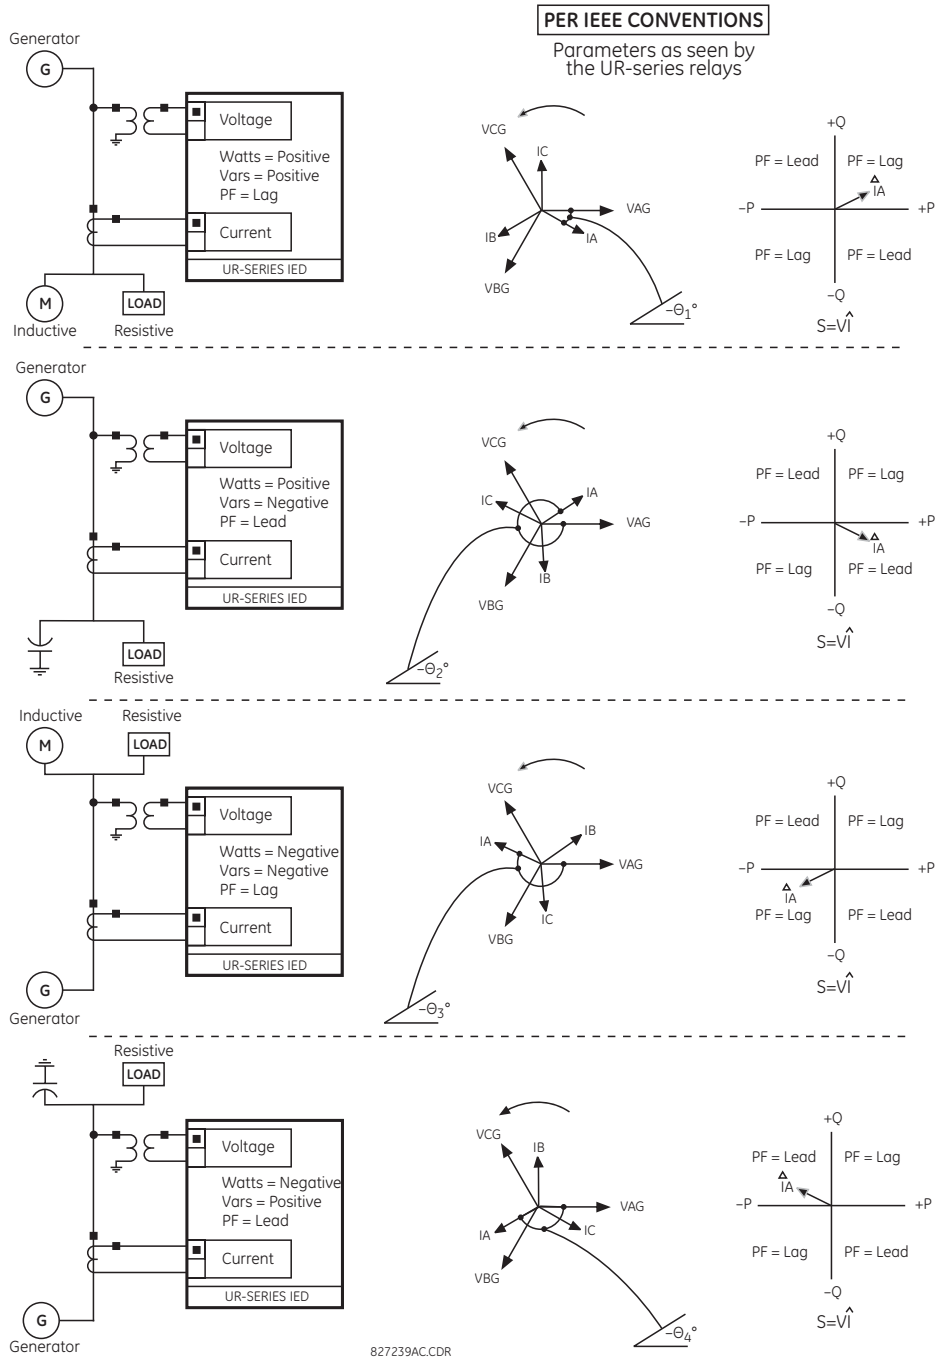 PER IEEE CONVENTIONS
Parameters as seen by
the UR-series relays
Generator
G
Voltage
Watts = Positive
Vars = Positive
PF = Lag
Current
UR-SERIES IED
M
LOAD
Inductive
Resistive
VCG
IC
VAG
IB
IA
VBG
–Θ1°
+Q
PF = Lead
PF = Lag
IA
–P
+P
PF = Lag
PF = Lead
–Q
S=VÎ
Generator
G
Voltage
Watts = Positive
Vars = Negative
PF = Lead
Current
UR-SERIES IED
LOAD
Resistive
VCG
IC
IA
VAG
IB
VBG
–Θ2°
+Q
PF = Lead
PF = Lag
–P
+P
IA
PF = Lag
PF = Lead
–Q
S=VÎ
Inductive
Resistive
M
LOAD
Voltage
Watts = Negative
Vars = Negative
PF = Lag
Current
UR-SERIES IED
G
Generator
VCG
IA
IB
VAG
IC
VBG
–Θ3°
+Q
PF = Lead
PF = Lag
–P
+P
IA
PF = Lag
PF = Lead
–Q
S=VÎ
Resistive
LOAD
Voltage
Watts = Negative
Vars = Positive
PF = Lead
Current
UR-SERIES IED
G
Generator
VCG
IB
VAG
IA
IC
VBG
–Θ4°
+Q
PF = Lead
PF = Lag
IA
–P
+P
PF = Lag
PF = Lead
–Q
S=VÎ
827239AC.CDR